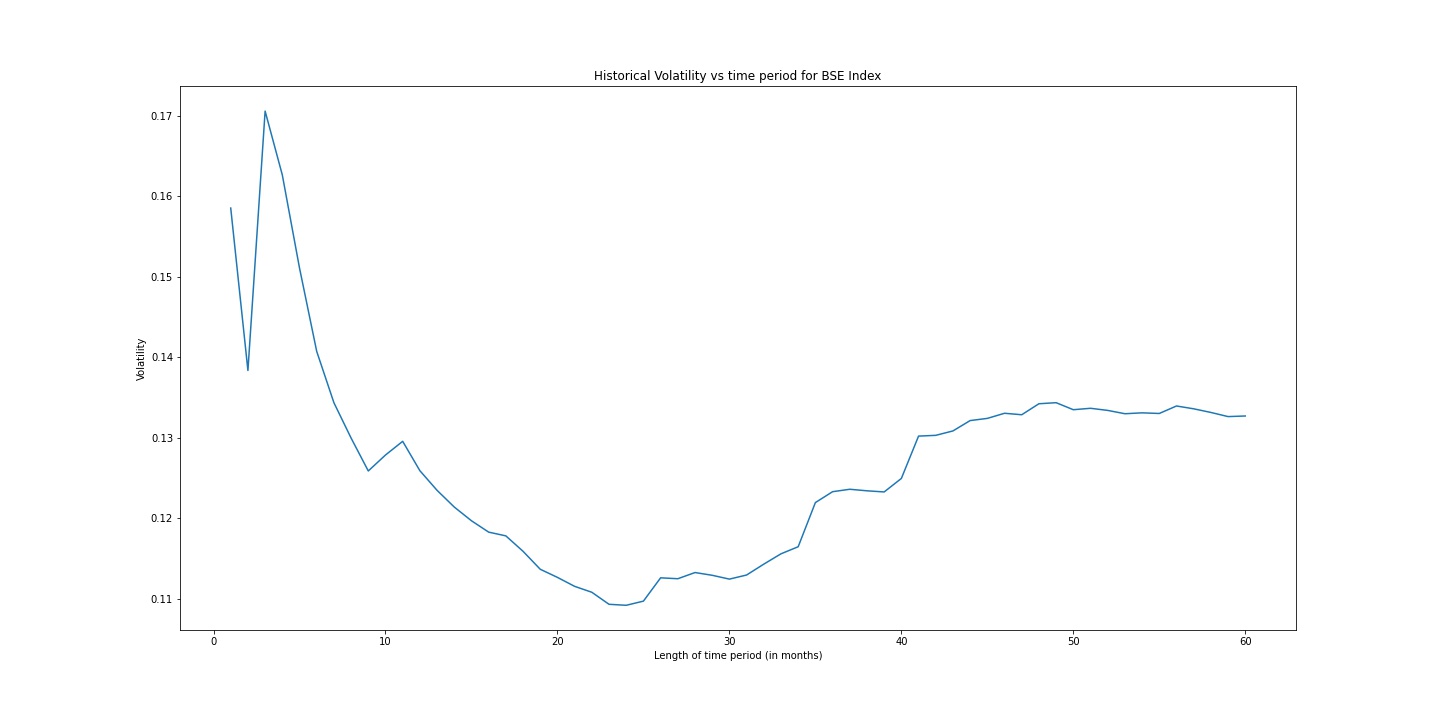 Historical Volatility vs time period for BSE Index
0.17
0.16
0.15
0.14
0.13
0.12
0.11
Volatility
0 10 20 30 40 50 60
Length of time period (in months)